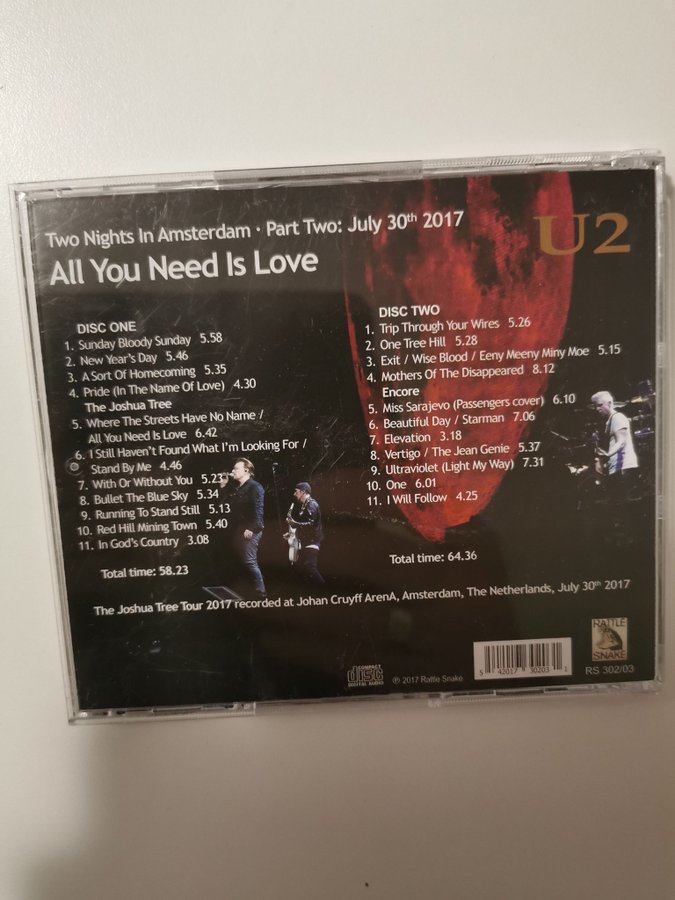 Two Nights In Amsterdam · Part Two: July 30th 2017
U2
All You Need Is Love
DISC ONE
1. Sunday Bloody Sunday 5.58
2. New Year's Day 5.46
3. A Sort Of Homecoming 5.35
4. Pride (In The Name Of Love) 4.30
The Joshua Tree
5. Where The Streets Have No Name /
All You Need Is Love 6.42
6. I Still Haven't Found What I'm Looking For /
Stand By Me 4.46
7. With Or Without You 5.23
8. Bullet The Blue Sky 5.34
9. Running To Stand Still 5.13
10. Red Hill Mining Town 5.40
11. In God's Country 3.08
Total time: 58.23
DISC TWO
1. Trip Through Your Wires 5.26
2. One Tree Hill 5.28
3. Exit / Wise Blood / Eeny Meeny Miny Moe 5.15
4. Mothers Of The Disappeared 8.12
Encore
5. Miss Sarajevo (Passengers cover) 6.10
6. Beautiful Day / Starman 7.06
7. Elevation 3.18
8. Vertigo / The Jean Genie 5.37
9. Ultraviolet (Light My Way) 7.31
10. One 6.01
11. I Will Follow 4.25
Total time: 64.36
The Joshua Tree Tour 2017 recorded at Johan Cruyff ArenA, Amsterdam, The Netherlands, July 30th 2017
COMPACT
disc
DIGITAL AUDIO
℗ 2017 Rattle Snake
5 42017 30203 1
RATTLE
SNAKE
RS 302/03